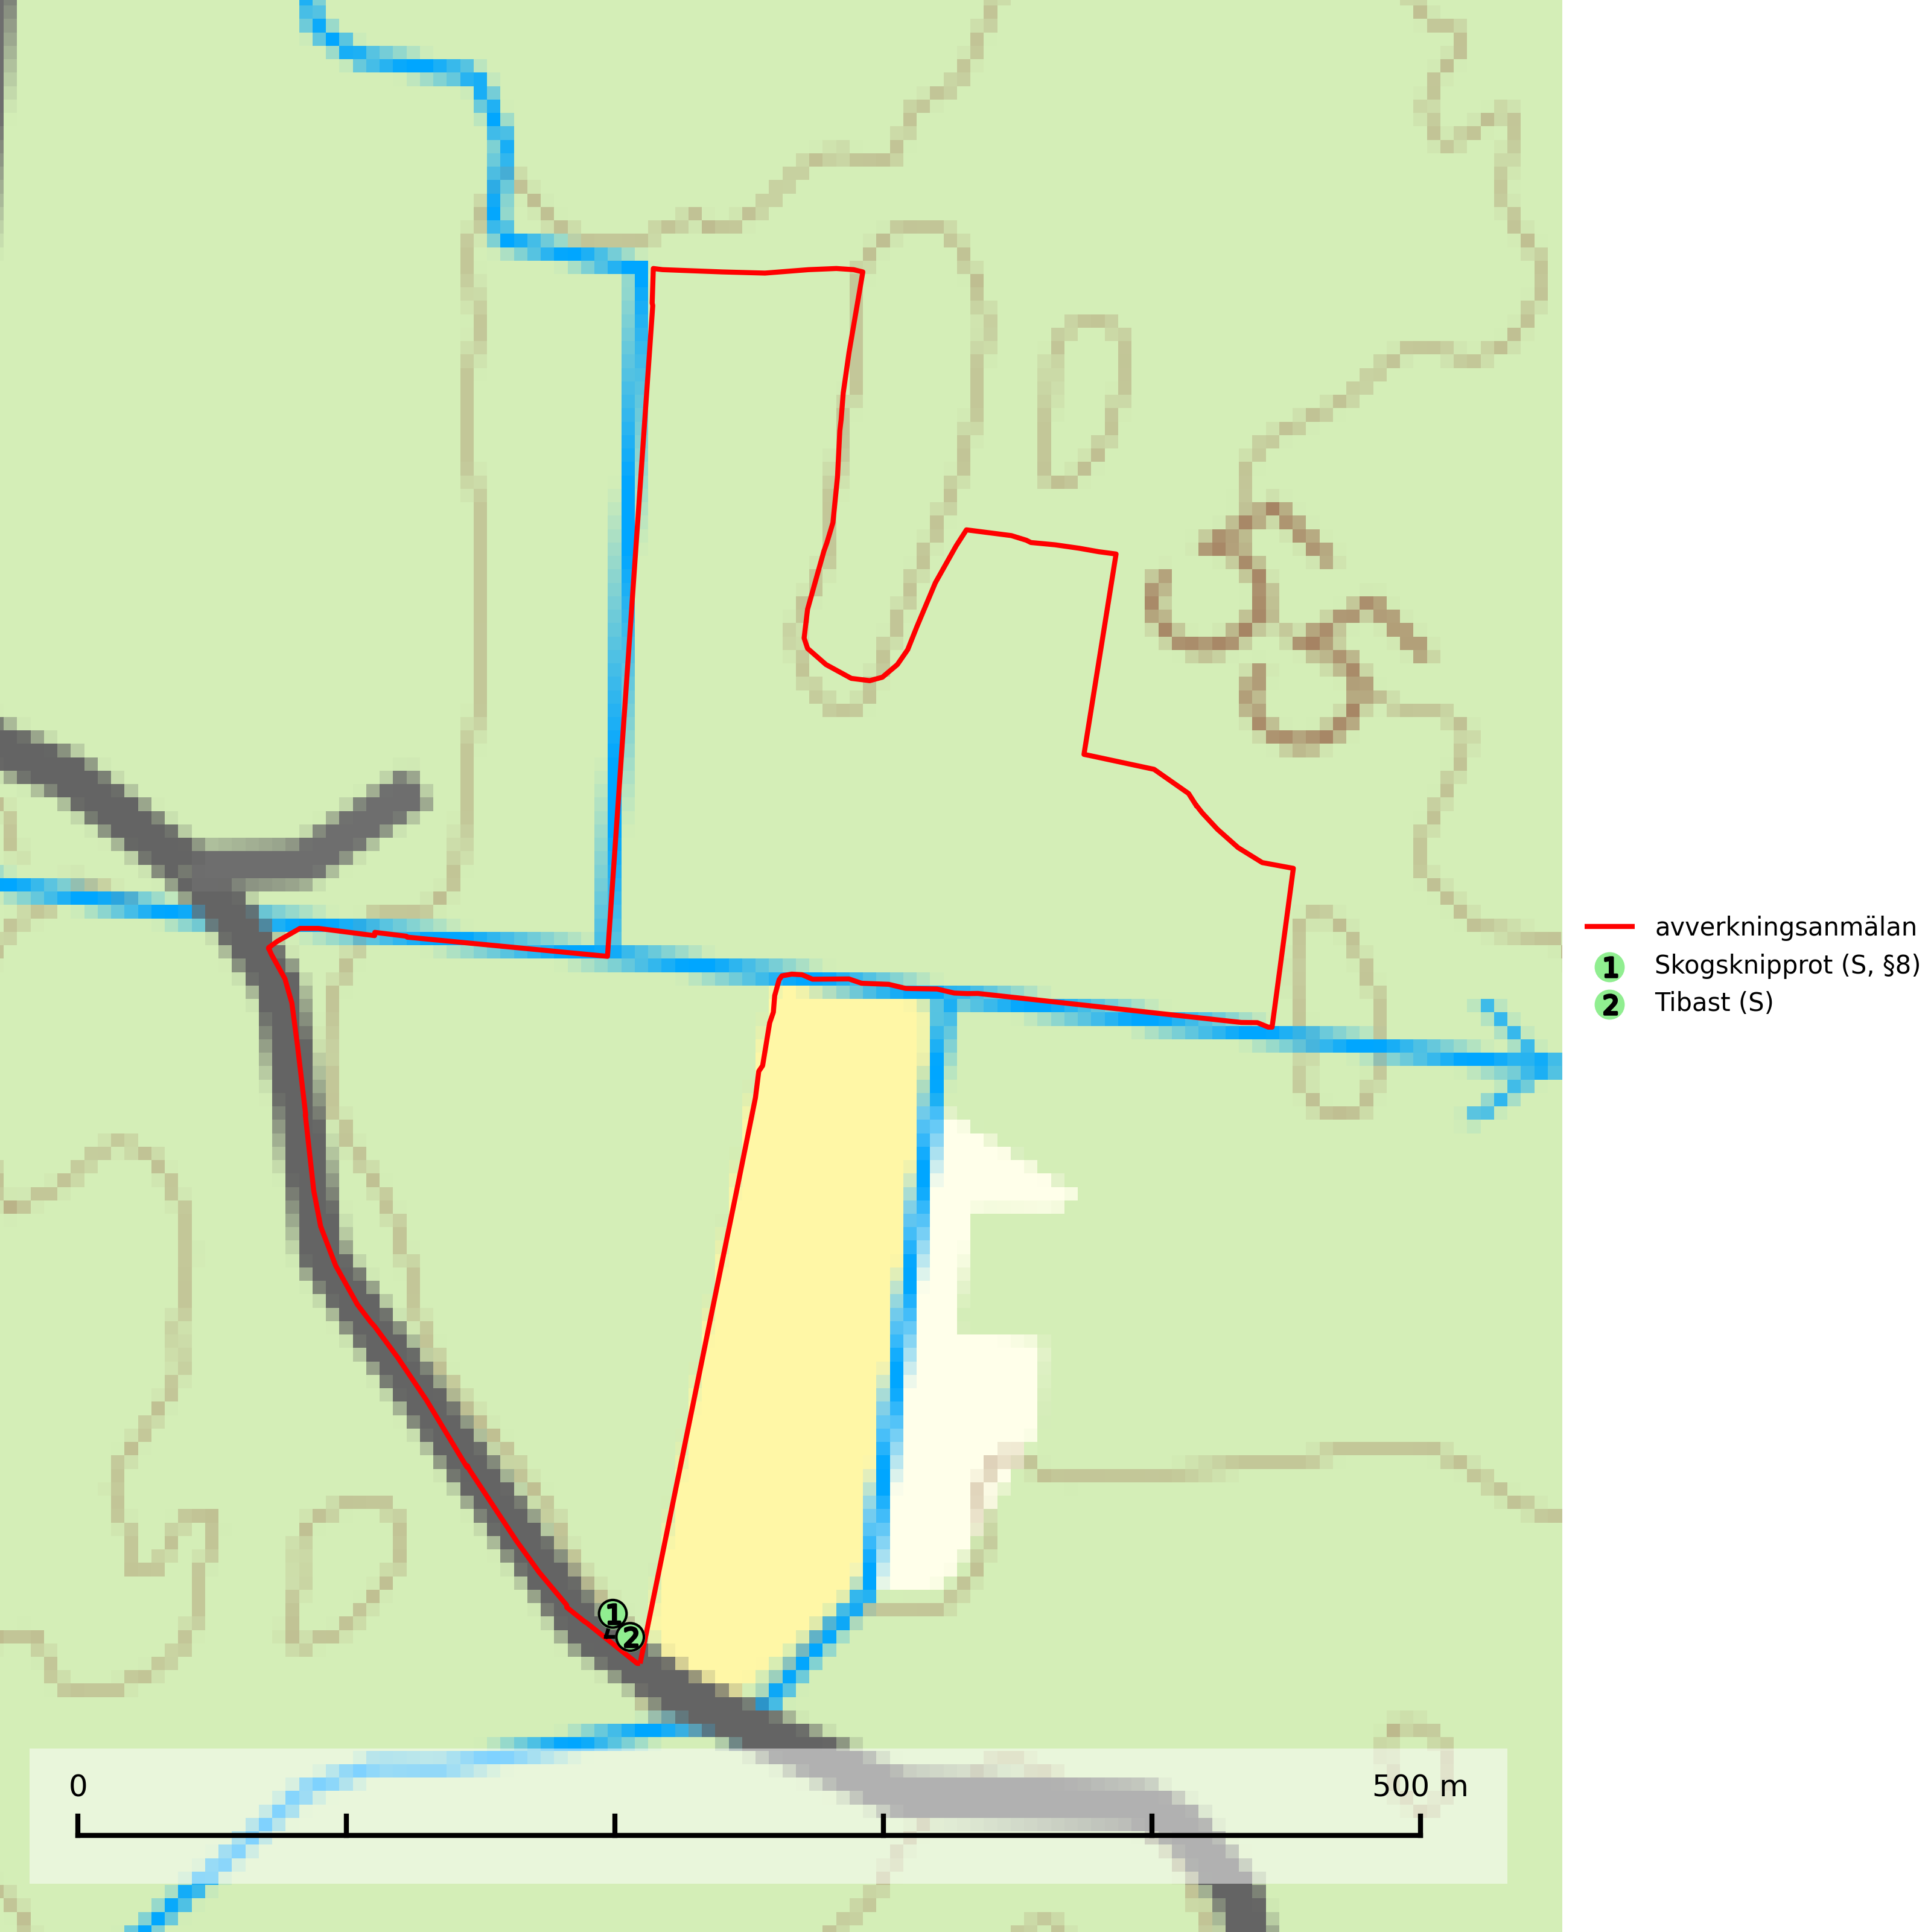 avverkningsanmälan
1 Skogsknipprot (S, §8)
2 Tibast (S)
1
2
0 500 m